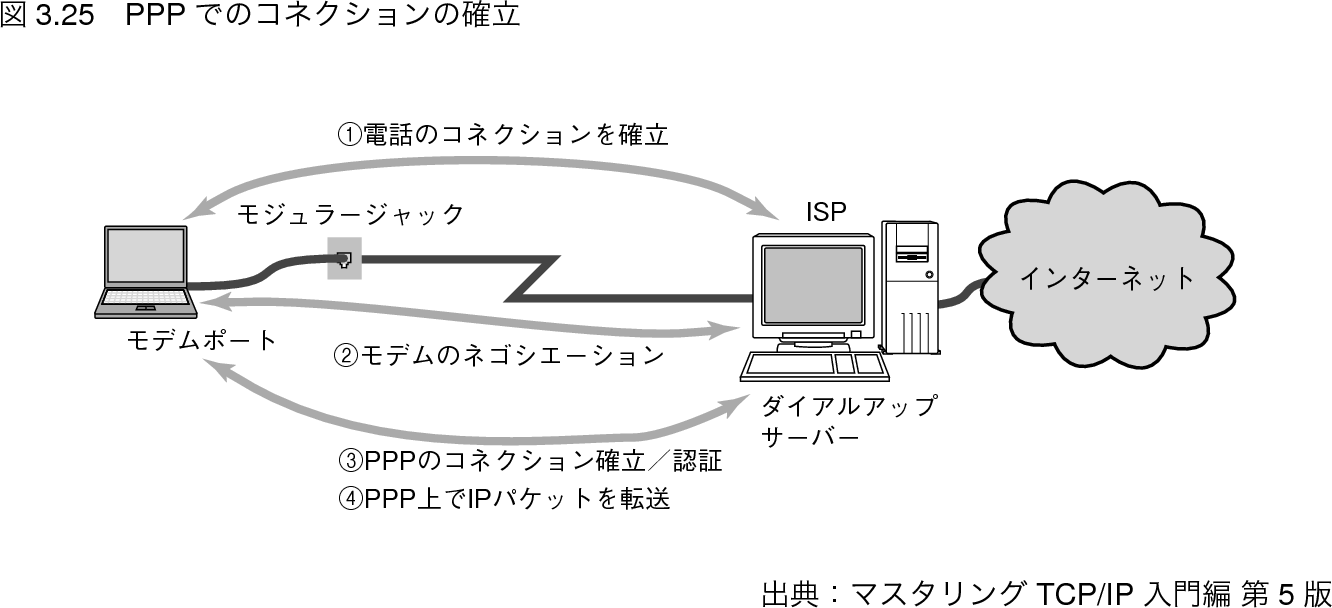 図 3.25　PPP でのコネクションの確立
①電話のコネクションを確立
モジュラージャック
ISP
インターネット
モデムポート
②モデムのネゴシエーション
ダイアルアップ
サーバー
③PPPのコネクション確立／認証
④PPP上でIPパケットを転送
出典：マスタリング TCP/IP 入門編 第 5 版